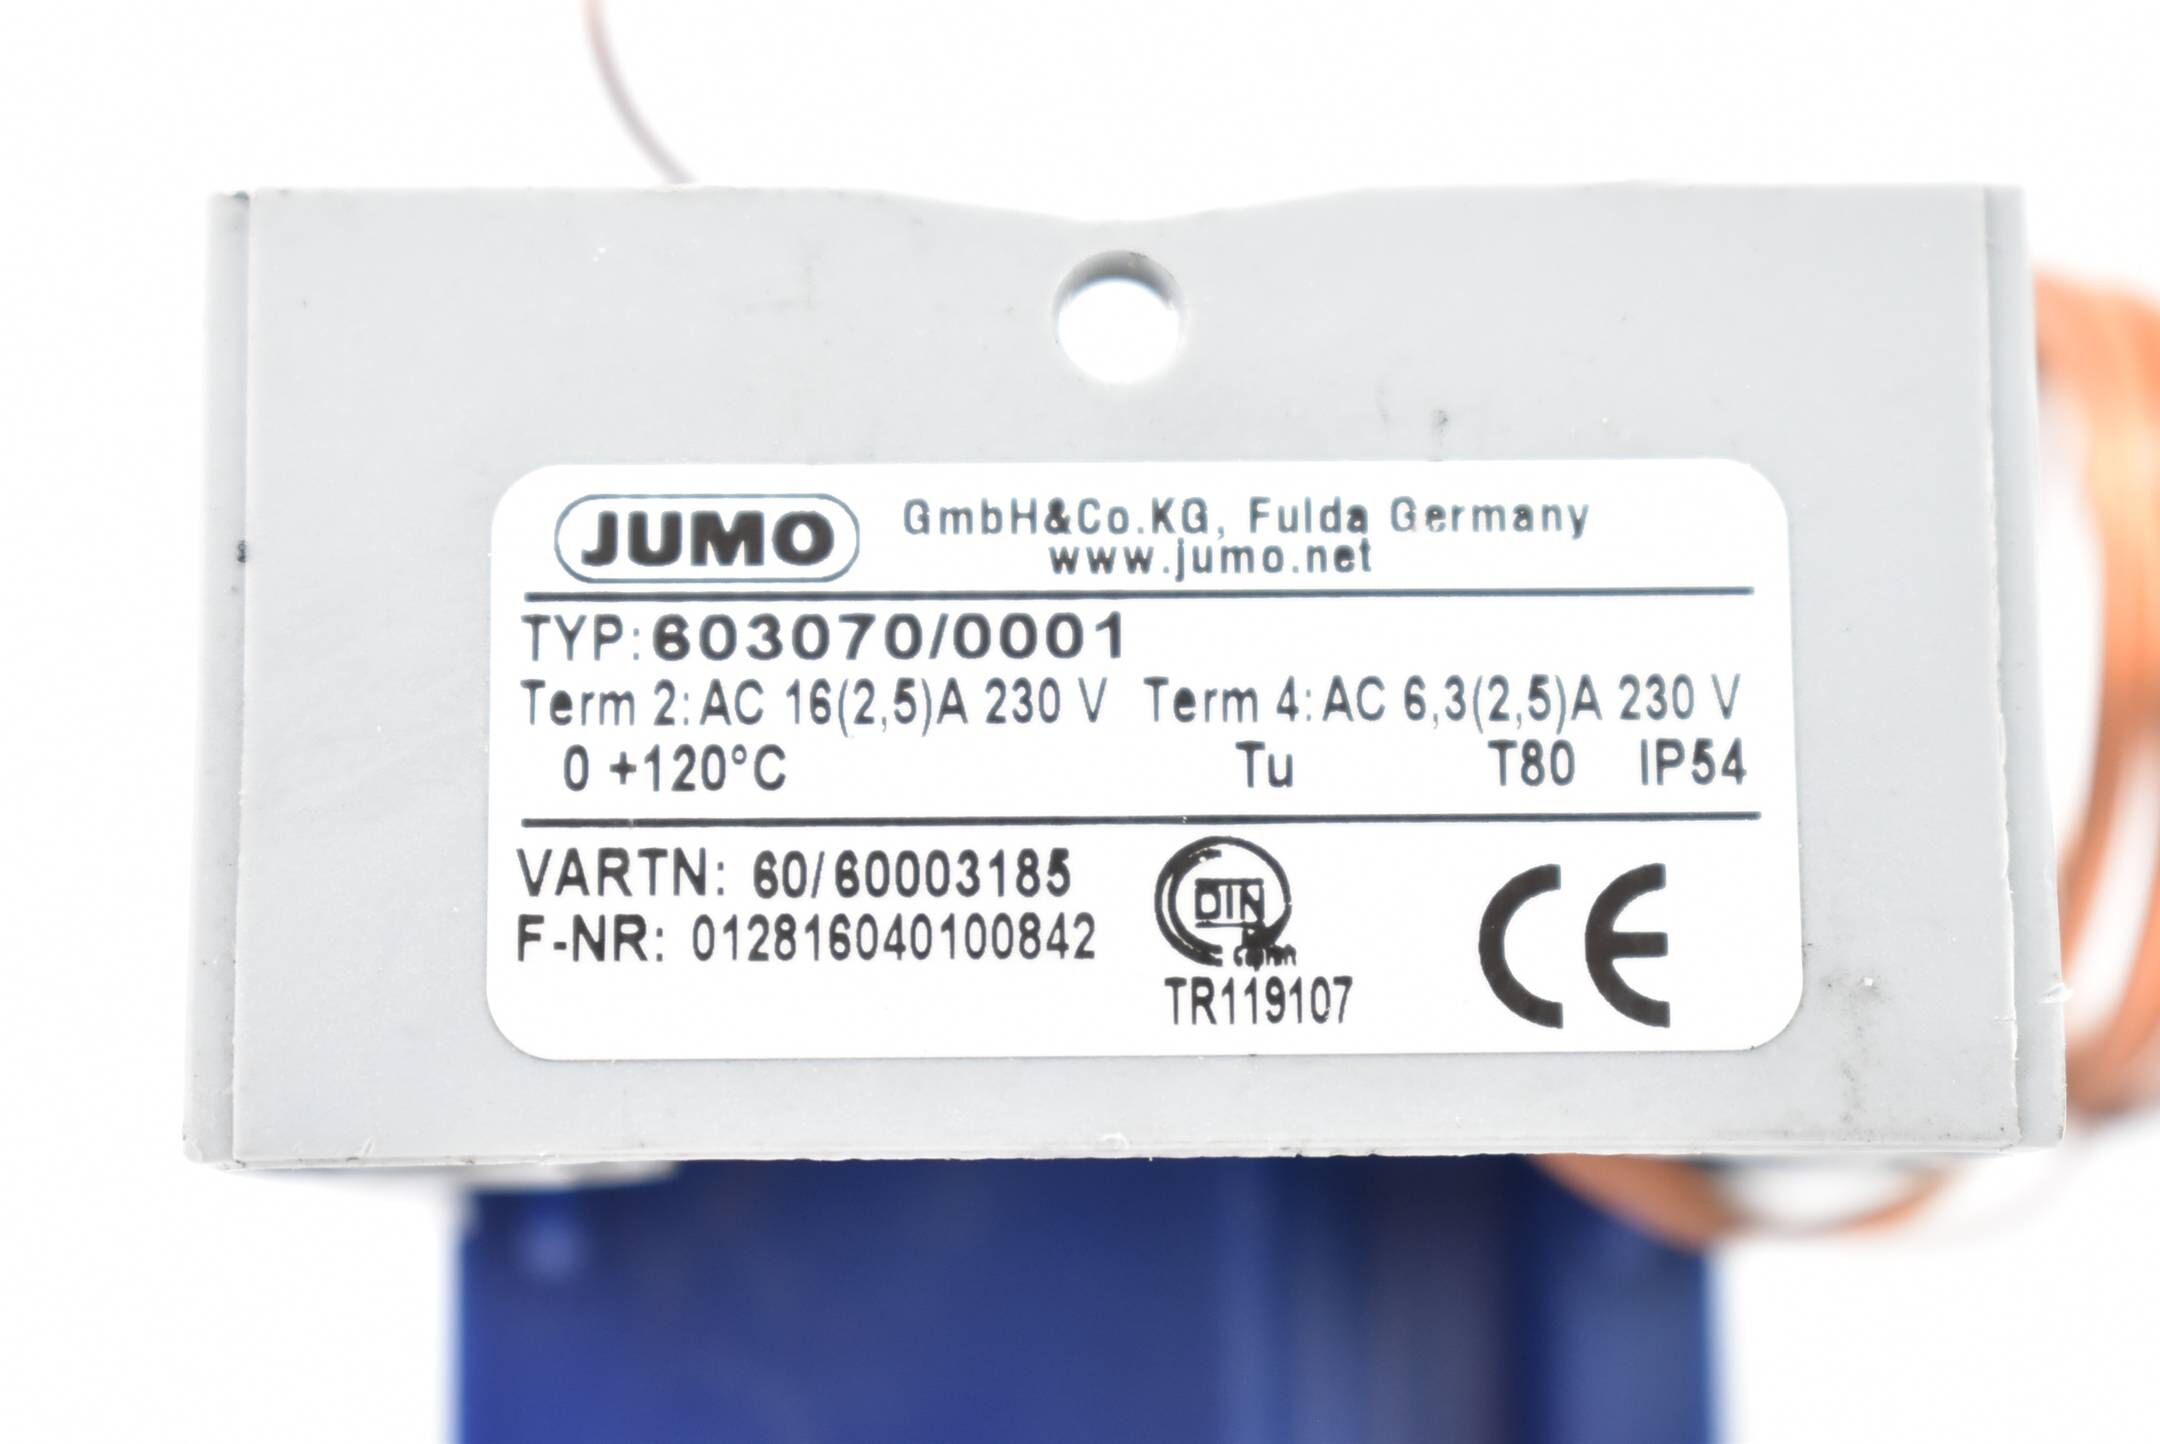 JUMO GmbH&Co.KG, Fulda Germany
www.jumo.net
TYP:603070/0001
Term 2:AC 16(2,5)A 230 V Term 4:AC 6,3(2,5)A 230 V
0 +120°C Tu T80 IP54
VARTN: 60/60003185
F-NR: 012816040100842
DIN
TR119107
CE